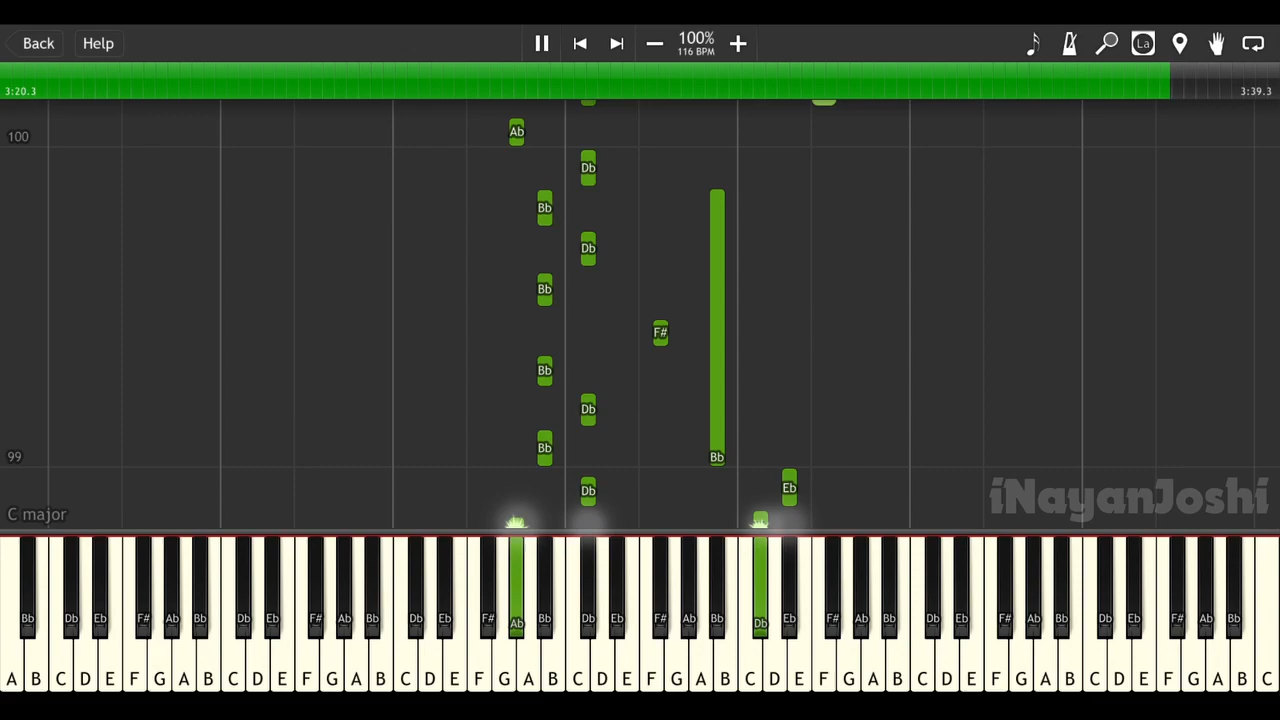 Back Help 100% 116 BPM La
3:20.3 3:39.3
100
Ab
Db
Bb
Db
Bb
F#
Bb
Db
Bb Bb
99
Db Eb
iNayanJoshi
C major
Bb Db Eb F# Ab Bb Db Eb F# Ab Bb Db Eb F# Ab Bb Db Eb F# Ab Bb Db Eb F# Ab Bb Db Eb F# Ab Bb Db Eb F# Ab Bb
A B C D E F G A B C D E F G A B C D E F G A B C D E F G A B C D E F G A B C D E F G A B C D E F G A B C